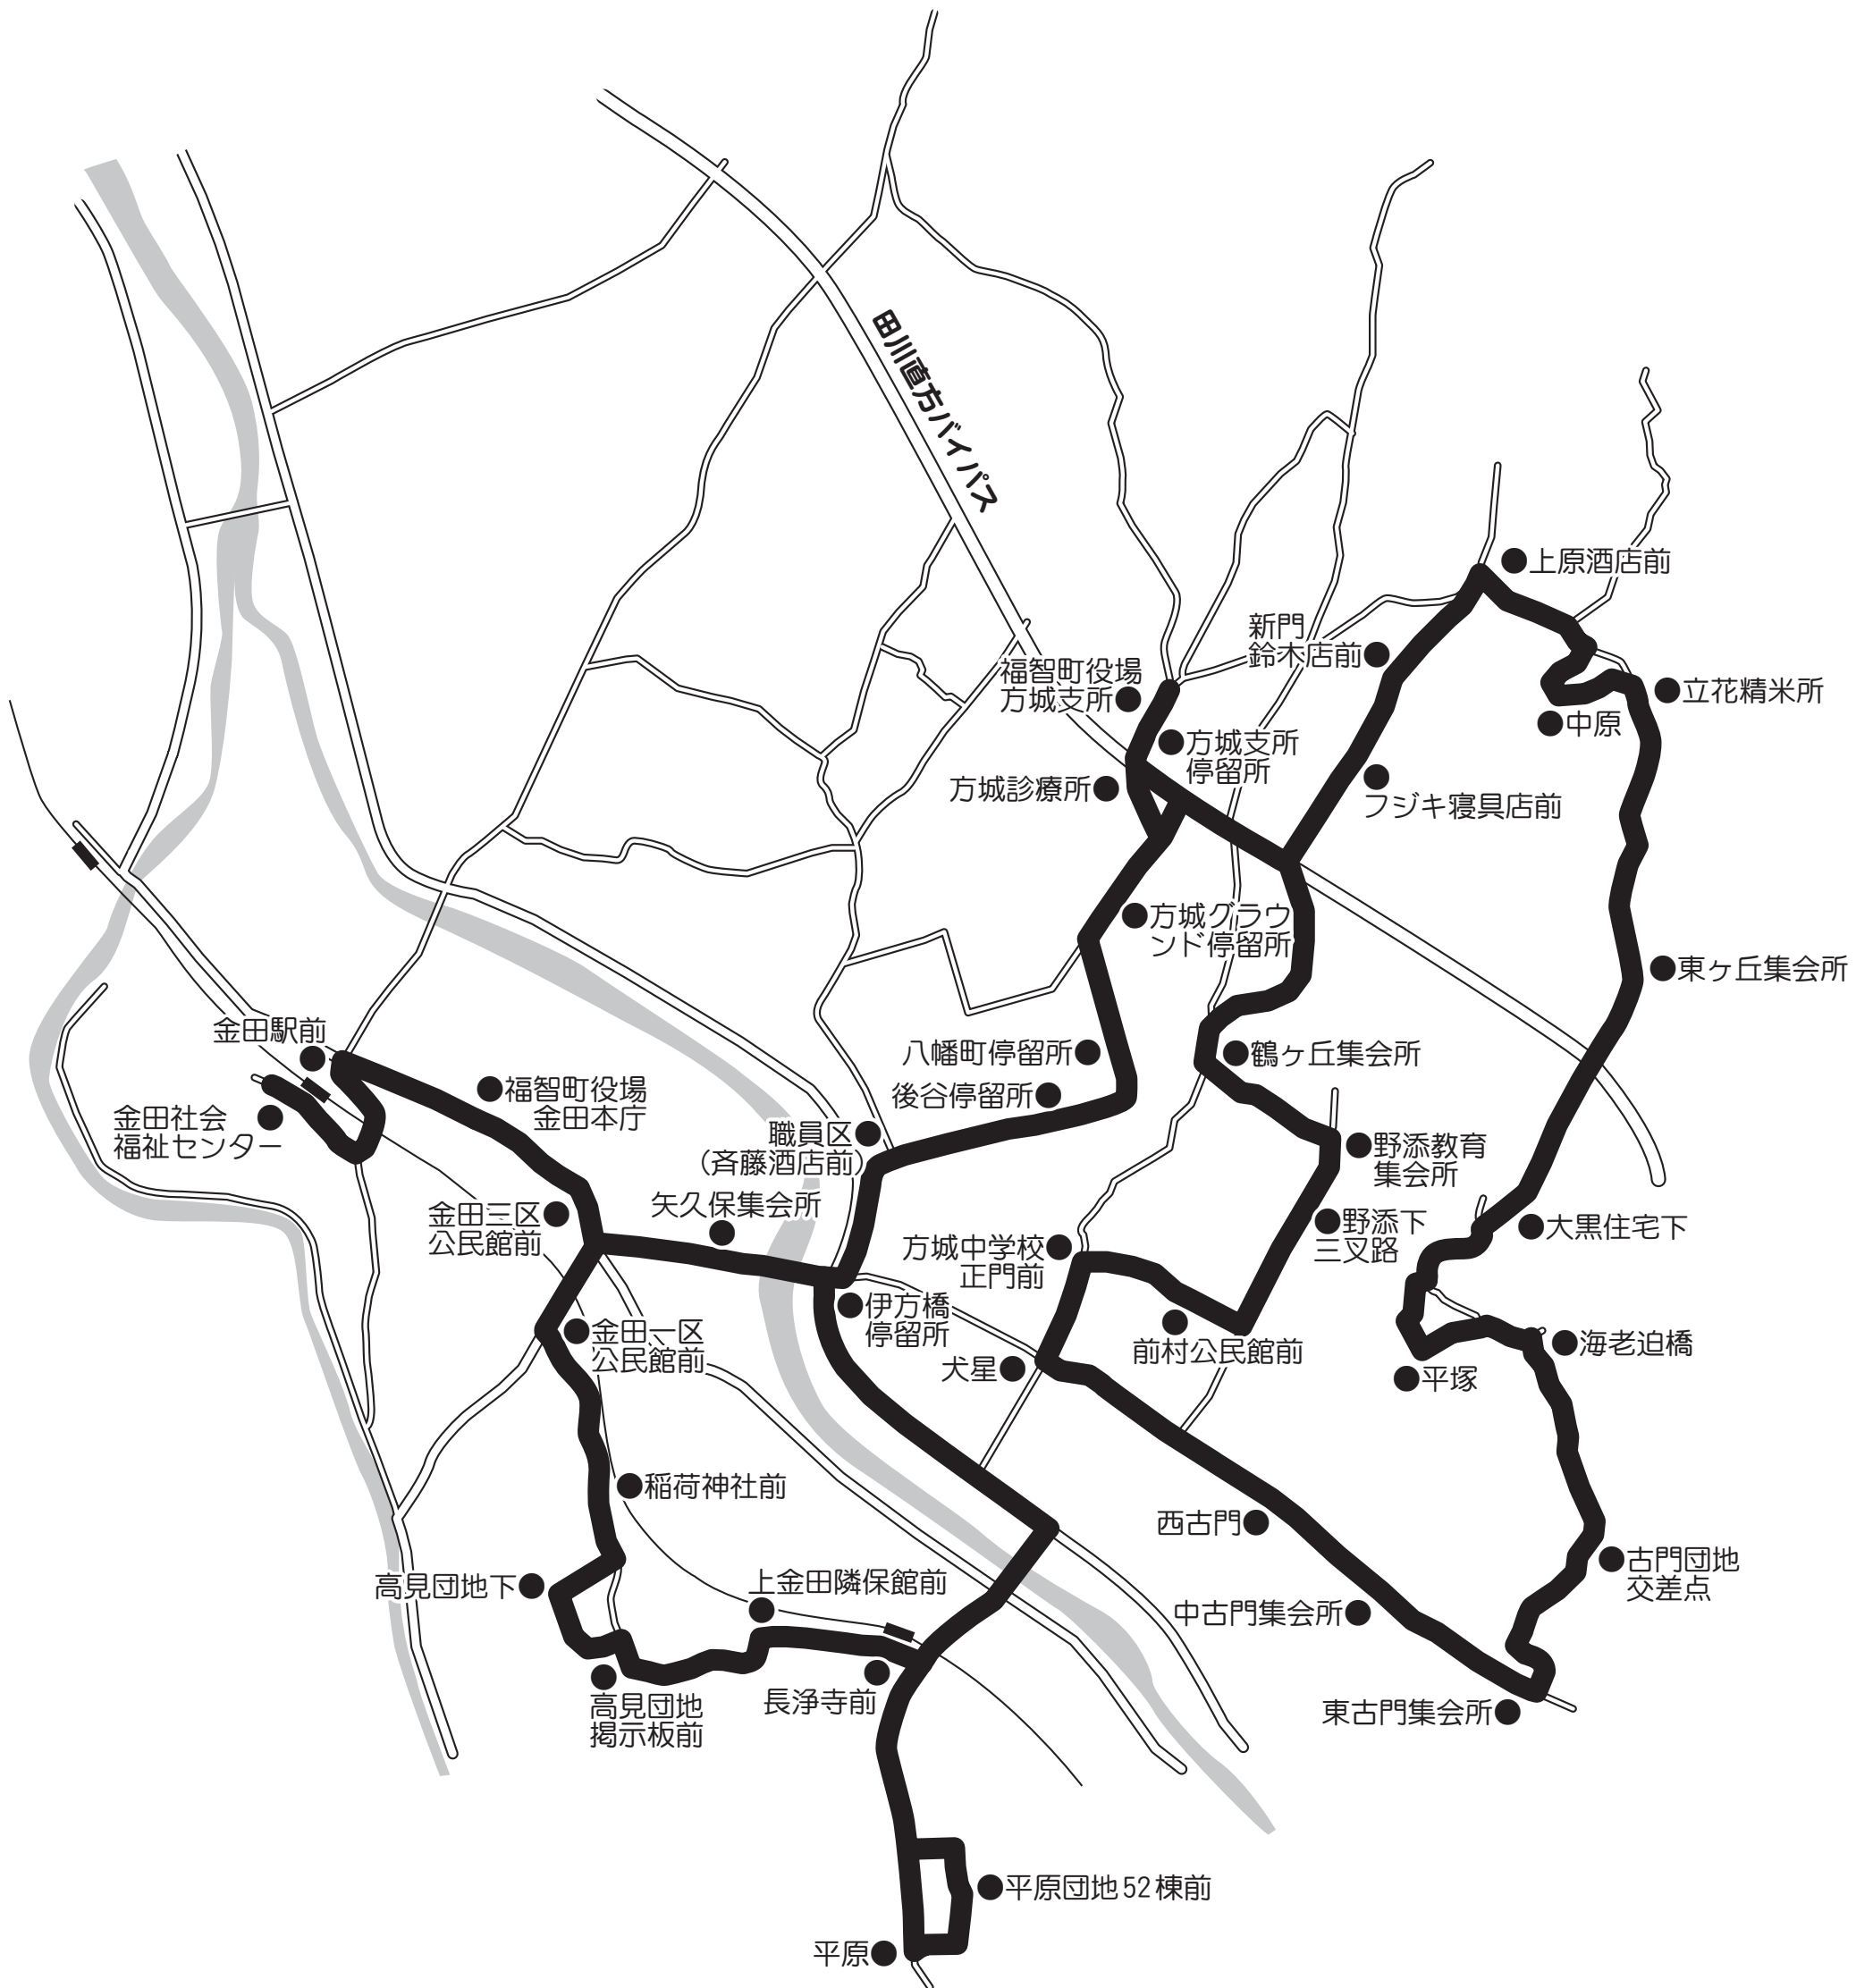 田川直方バイパス
上原酒店前
新門
鈴木店前
福智町役場
方城支所
立花精米所
中原
方城支所
停留所
方城診療所
フジキ寝具店前
方城グラウ
ンド停留所
東ヶ丘集会所
金田駅前
八幡町停留所
鶴ヶ丘集会所
福智町役場
金田本庁
後谷停留所
金田社会
福祉センター
職員区
（斉藤酒店前）
野添教育
集会所
矢久保集会所
金田三区
公民館前
野添下
三叉路
大黒住宅下
方城中学校
正門前
伊方橋
停留所
金田一区
公民館前
前村公民館前
海老迫橋
犬星
平塚
稲荷神社前
西古門
古門団地
交差点
高見団地下
上金田隣保館前
中古門集会所
高見団地
掲示板前
長浄寺前
東古門集会所
平原団地52棟前
平原